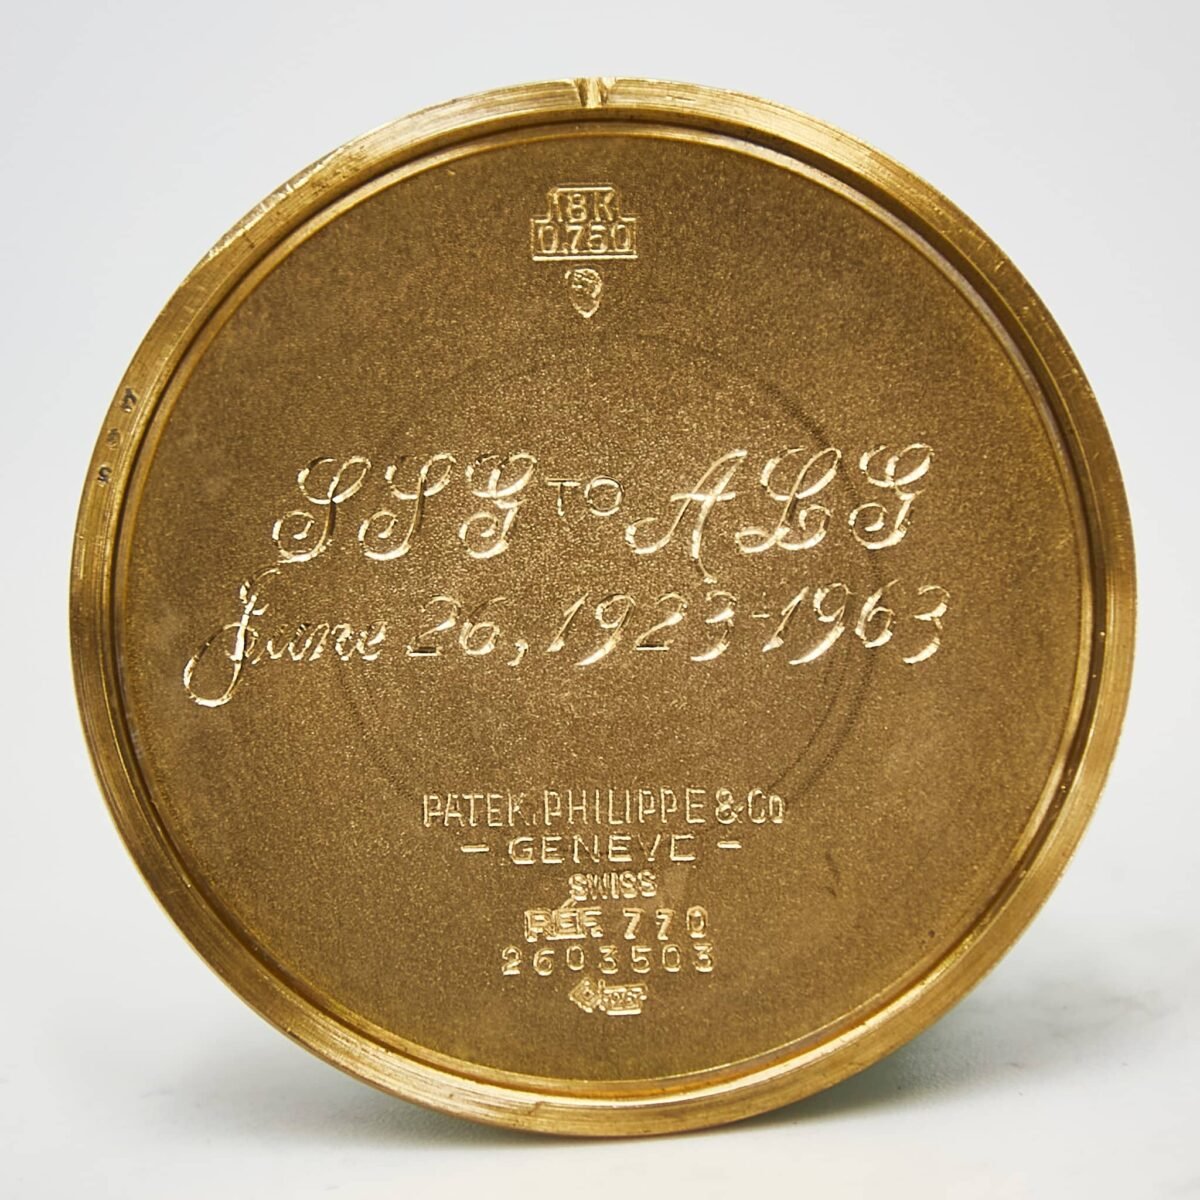 18K
0.750
SSG TO ALG
June 26, 1923-1963
PATEK, PHILIPPE & Co
- GENEVE -
SWISS
REF. 770
2603503